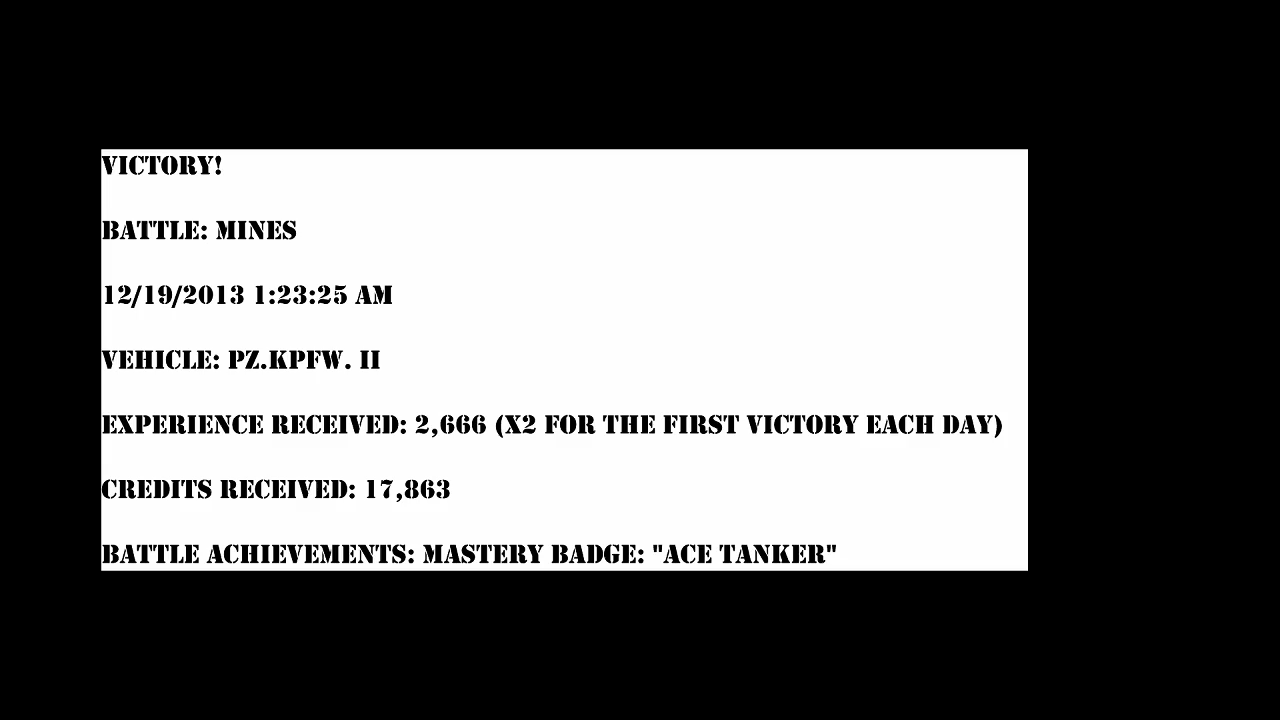 VICTORY!
BATTLE: MINES
12/19/2013 1:23:25 AM
VEHICLE: PZ.KPFW. II
EXPERIENCE RECEIVED: 2,666 (X2 FOR THE FIRST VICTORY EACH DAY)
CREDITS RECEIVED: 17,863
BATTLE ACHIEVEMENTS: MASTERY BADGE: "ACE TANKER"